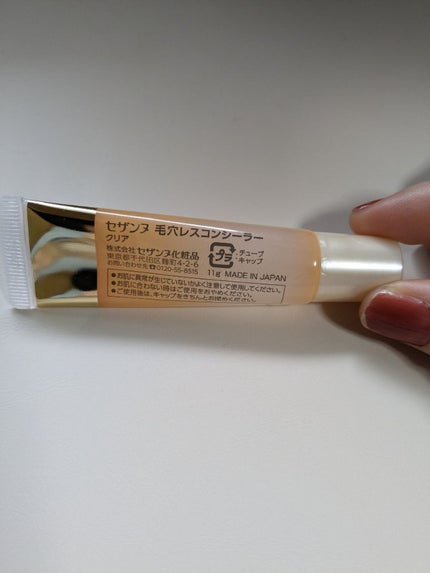 セザンヌ 毛穴レスコンシーラー
クリア
株式会社 セザンヌ化粧品
東京都千代田区麹町4-2-6
お問い合わせ先☎0120-55-8515
プラ :チューブ
:キャップ
11g MADE IN JAPAN
●お肌に異常が生じていないかよく注意して使用してください。
●お肌に合わない時はご使用をおやめください。
●ご使用後は、キャップをきちんとお閉めください。